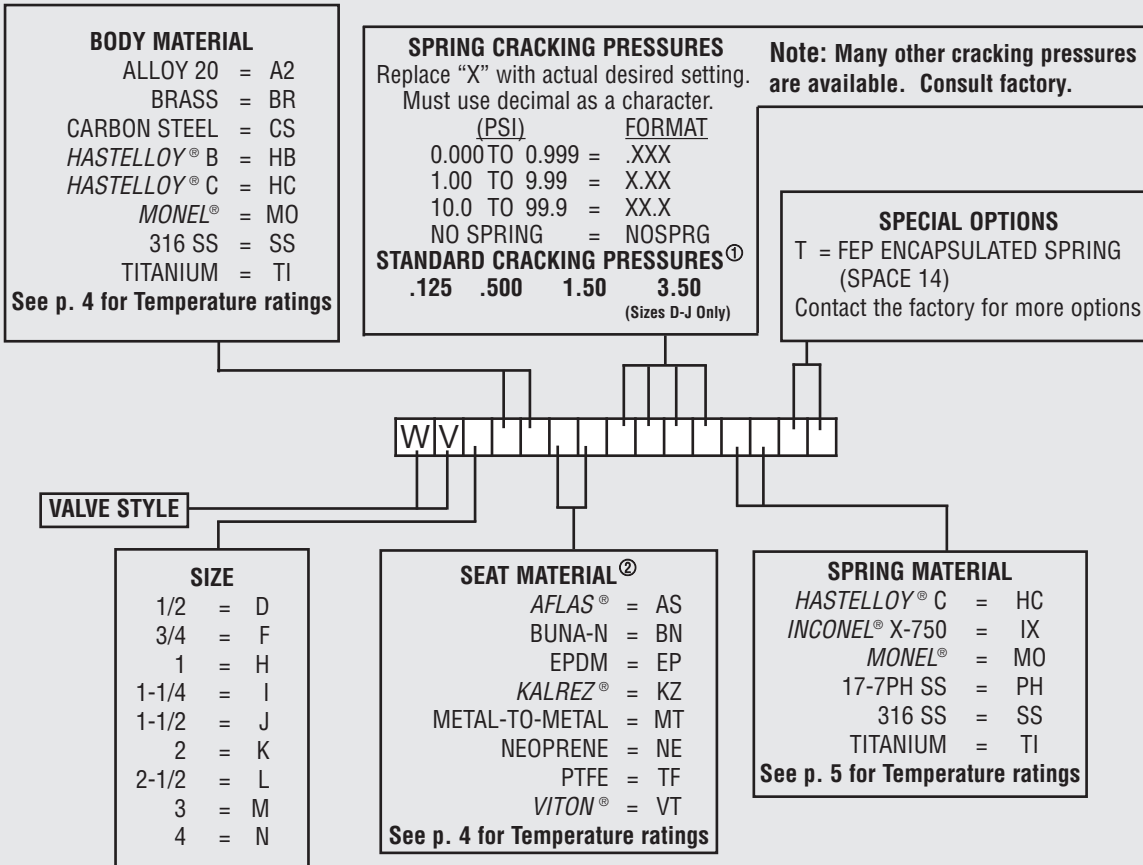 BODY MATERIAL
ALLOY 20 = A2
BRASS = BR
CARBON STEEL = CS
HASTELLOY® B = HB
HASTELLOY® C = HC
MONEL® = MO
316 SS = SS
TITANIUM = TI
See p. 4 for Temperature ratings
SPRING CRACKING PRESSURES
Replace “X” with actual desired setting.
Must use decimal as a character.
(PSI) FORMAT
0.000 TO 0.999 = .XXX
1.00 TO 9.99 = X.XX
10.0 TO 99.9 = XX.X
NO SPRING = NOSPRG
STANDARD CRACKING PRESSURES①
.125 .500 1.50 3.50
(Sizes D-J Only)
Note: Many other cracking pressures
are available. Consult factory.
SPECIAL OPTIONS
T = FEP ENCAPSULATED SPRING
(SPACE 14)
Contact the factory for more options
WV
VALVE STYLE
SIZE
1/2 = D
3/4 = F
1 = H
1-1/4 = I
1-1/2 = J
2 = K
2-1/2 = L
3 = M
4 = N
SEAT MATERIAL②
AFLAS® = AS
BUNA-N = BN
EPDM = EP
KALREZ® = KZ
METAL-TO-METAL = MT
NEOPRENE = NE
PTFE = TF
VITON® = VT
See p. 4 for Temperature ratings
SPRING MATERIAL
HASTELLOY® C = HC
INCONEL® X-750 = IX
MONEL® = MO
17-7PH SS = PH
316 SS = SS
TITANIUM = TI
See p. 5 for Temperature ratings